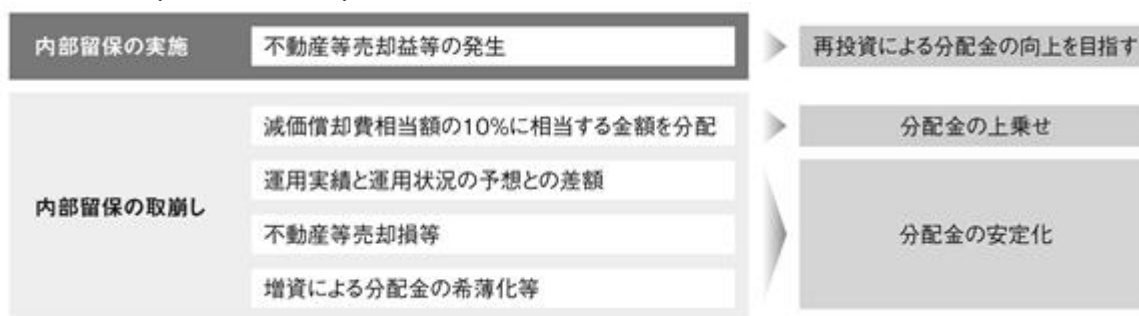 内部留保の実施
不動産等売却益等の発生
再投資による分配金の向上を目指す
内部留保の取崩し
減価償却費相当額の10%に相当する金額を分配
分配金の上乗せ
運用実績と運用状況の予想との差額
不動産等売却損等
増資による分配金の希薄化等
分配金の安定化